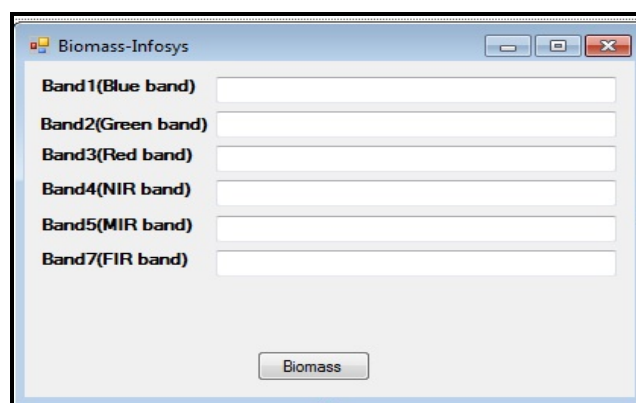 Biomass-Infosys
Band1(Blue band)
Band2(Green band)
Band3(Red band)
Band4(NIR band)
Band5(MIR band)
Band7(FIR band)
Biomass